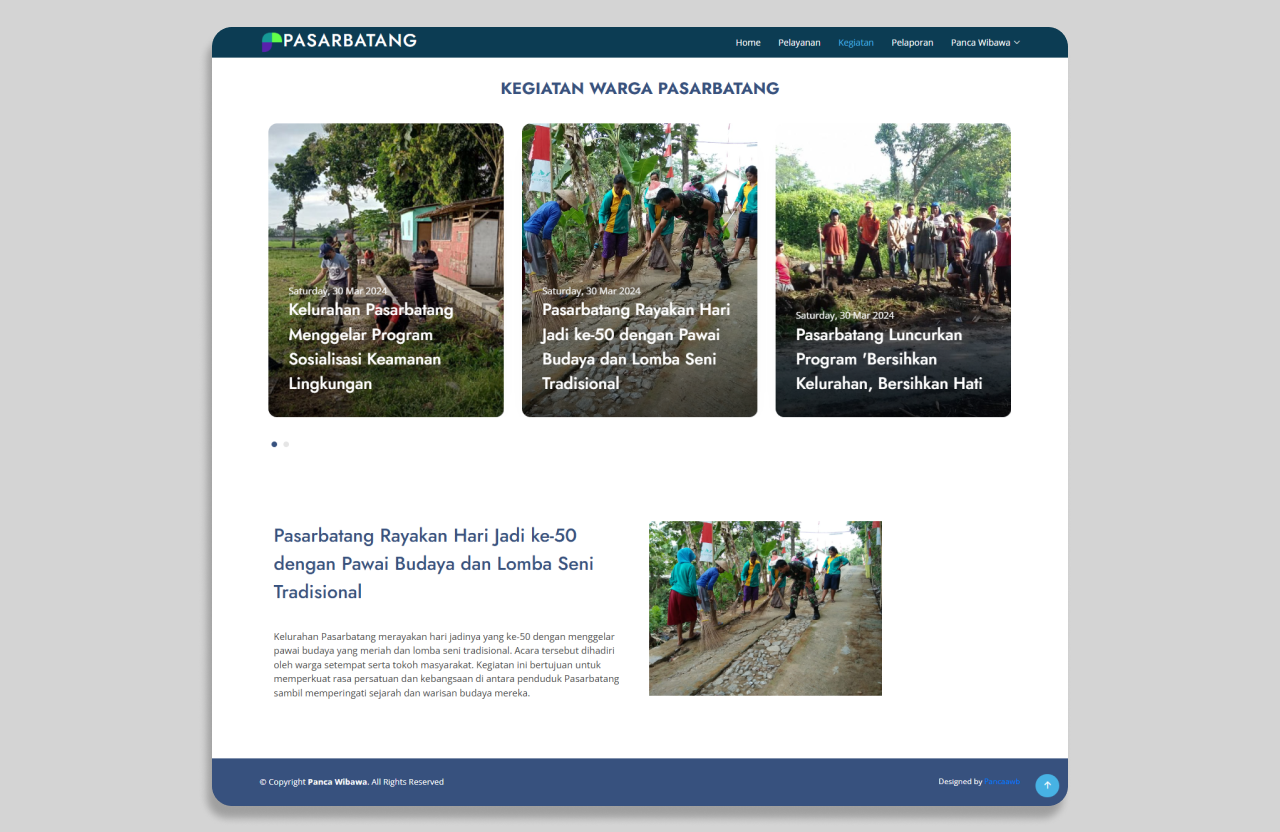 PASARBATANG
Home Pelayanan Kegiatan Pelaporan Panca Wibawa
KEGIATAN WARGA PASARBATANG
Saturday, 30 Mar 2024
Kelurahan Pasarbatang
Menggelar Program
Sosialisasi Keamanan
Lingkungan
Saturday, 30 Mar 2024
Pasarbatang Rayakan Hari
Jadi ke-50 dengan Pawai
Budaya dan Lomba Seni
Tradisional
Saturday, 30 Mar 2024
Pasarbatang Luncurkan
Program 'Bersihkan
Kelurahan, Bersihkan Hati
Pasarbatang Rayakan Hari Jadi ke-50
dengan Pawai Budaya dan Lomba Seni
Tradisional
Kelurahan Pasarbatang merayakan hari jadinya yang ke-50 dengan menggelar
pawai budaya yang meriah dan lomba seni tradisional. Acara tersebut dihadiri
oleh warga setempat serta tokoh masyarakat. Kegiatan ini bertujuan untuk
memperkuat rasa persatuan dan kebangsaan di antara penduduk Pasarbatang
sambil memperingati sejarah dan warisan budaya mereka.
© Copyright Panca Wibawa. All Rights Reserved
Designed by